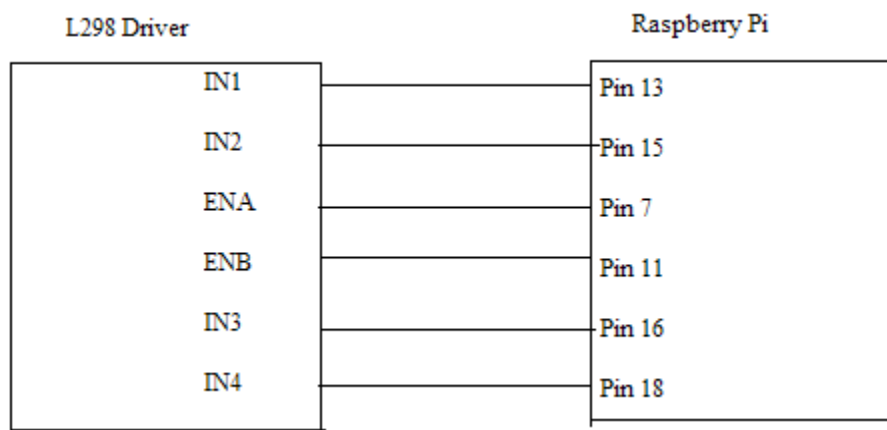 L298 Driver
Raspberry Pi
IN1
Pin 13
IN2
Pin 15
ENA
Pin 7
ENB
Pin 11
IN3
Pin 16
IN4
Pin 18